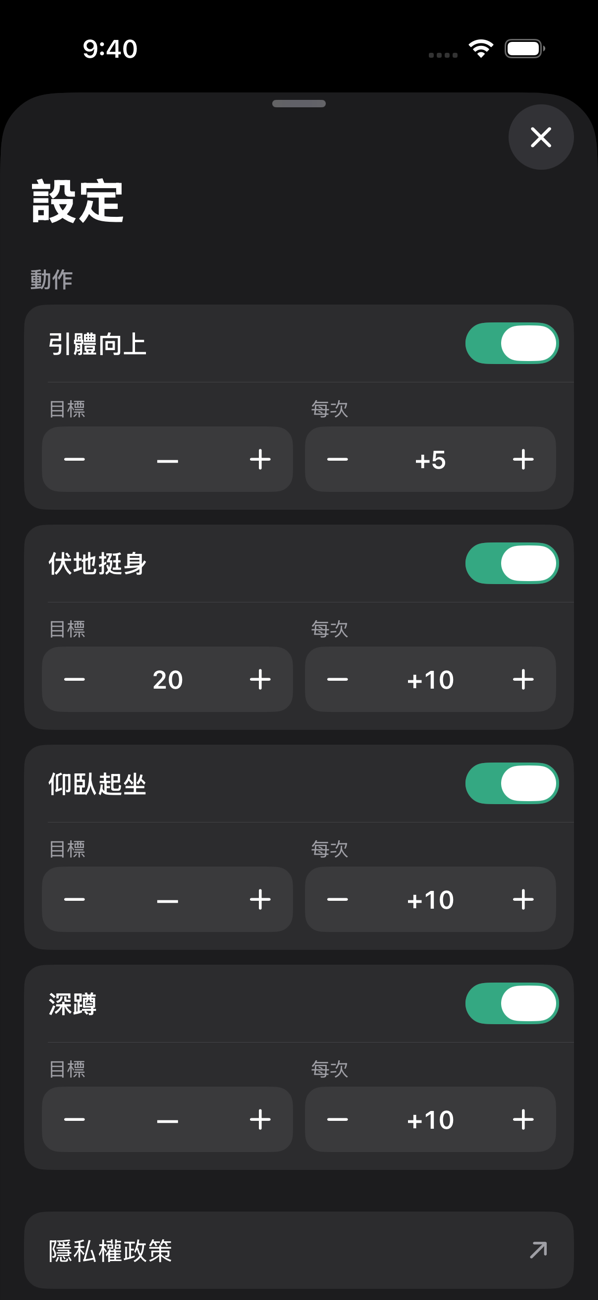 9:40
設定
動作
引體向上
目標 每次
− – + − +5 +
伏地挺身
目標 每次
− 20 + − +10 +
仰臥起坐
目標 每次
− – + − +10 +
深蹲
目標 每次
− – + − +10 +
隱私權政策